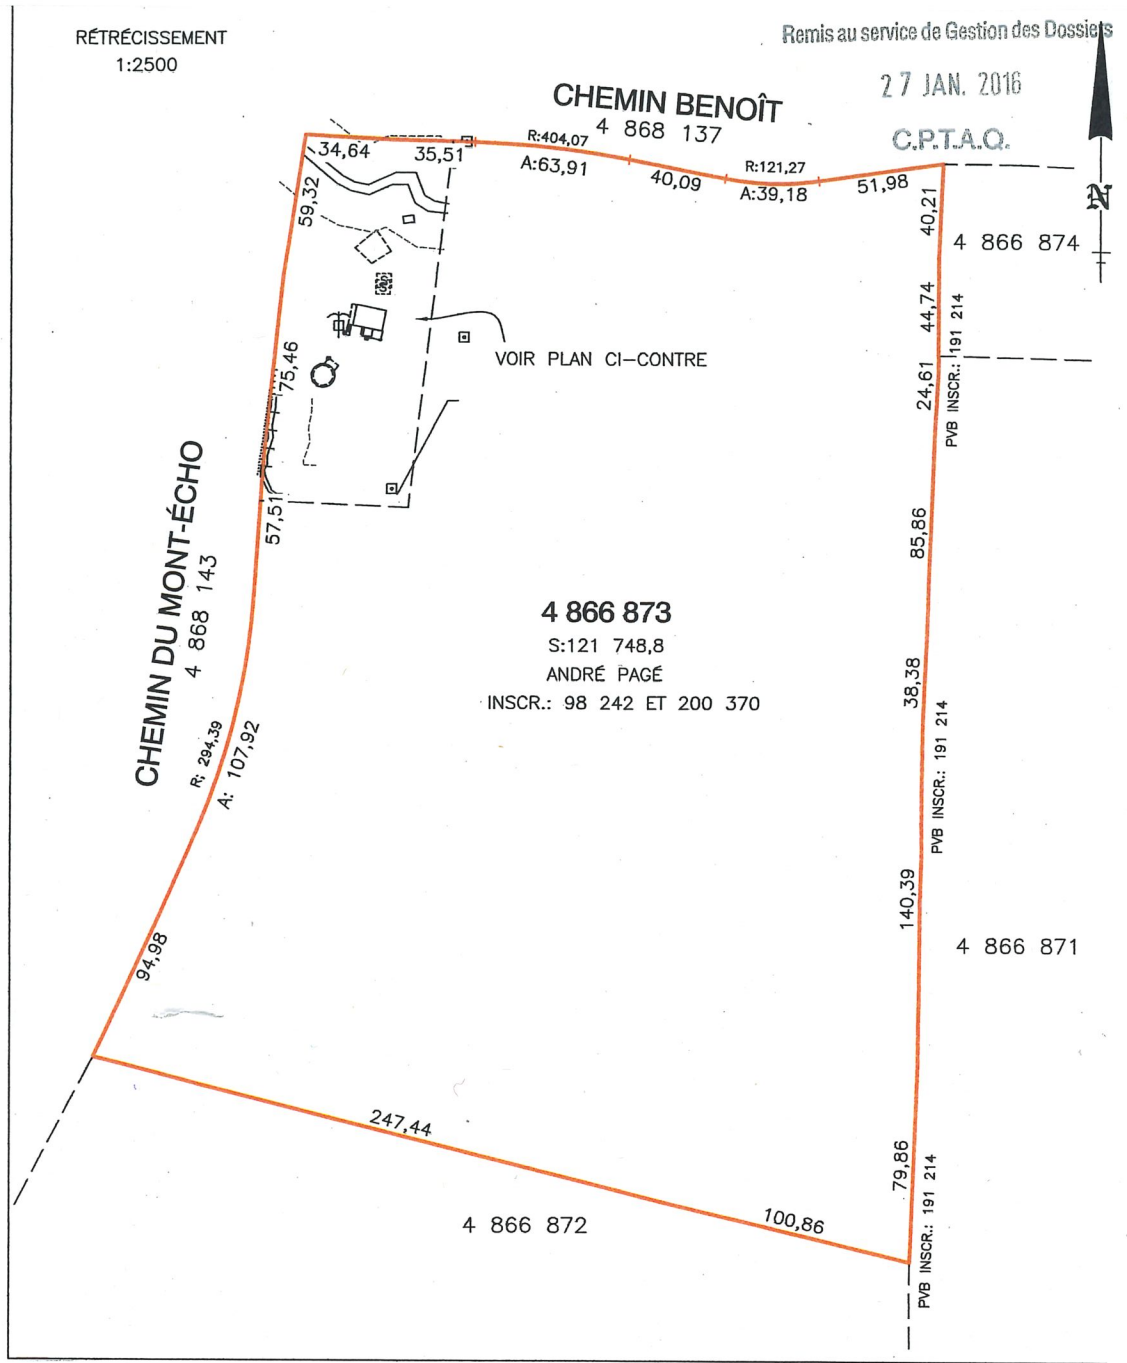 RÉTRÉCISSEMENT
1:2500
Remis au service de Gestion des Dossiers
27 JAN. 2016
C.P.T.A.Q.
N
CHEMIN BENOÎT
4 868 137
34,64
35,51
R:404,07
A:63,91
40,09
R:121,27
A:39,18
51,98
59,32
40,21
4 866 874
44,74
PVB INSCR.: 191 214
24,61
VOIR PLAN CI-CONTRE
75,46
57,51
CHEMIN DU MONT-ÉCHO
4 868 143
85,86
4 866 873
S:121 748,8
ANDRÉ PAGÉ
INSCR.: 98 242 ET 200 370
38,38
PVB INSCR.: 191 214
R: 294,39
A: 107,92
140,39
4 866 871
94,98
247,44
79,86
PVB INSCR.: 191 214
100,86
4 866 872